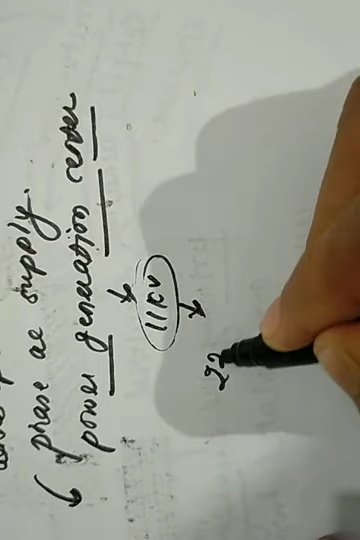 ↳ phase ac supply.
power generation center
11kv
22